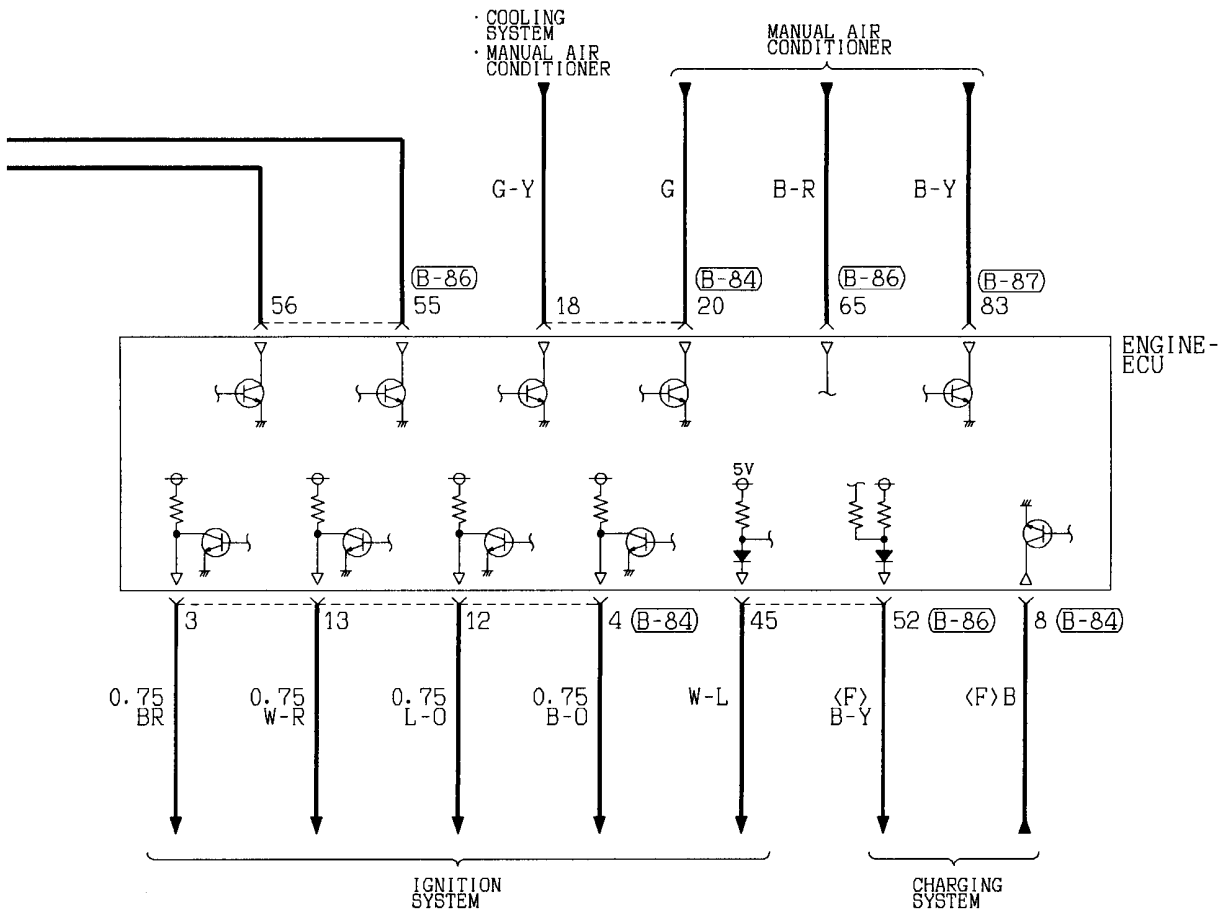 · COOLING
SYSTEM
· MANUAL AIR
CONDITIONER
MANUAL AIR
CONDITIONER
G-Y
G
B-R
B-Y
B-86
B-84
B-86
B-87
56
55
18
20
65
83
ENGINE-
ECU
5V
3
13
12
4 B-84
45
52 B-86
8 B-84
0.75
BR
0.75
W-R
0.75
L-O
0.75
B-O
W-L
〈F〉
B-Y
〈F〉B
IGNITION
SYSTEM
CHARGING
SYSTEM